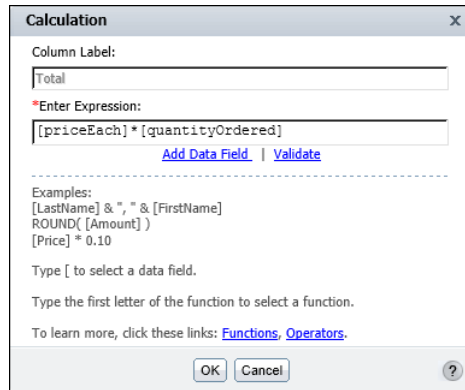 Calculation x
Column Label:
Total
*Enter Expression:
[priceEach]*[quantityOrdered]
Add Data Field | Validate
Examples:
[LastName] & ", " & [FirstName]
ROUND( [Amount] )
[Price] * 0.10
Type [ to select a data field.
Type the first letter of the function to select a function.
To learn more, click these links: Functions, Operators.
OK Cancel ?